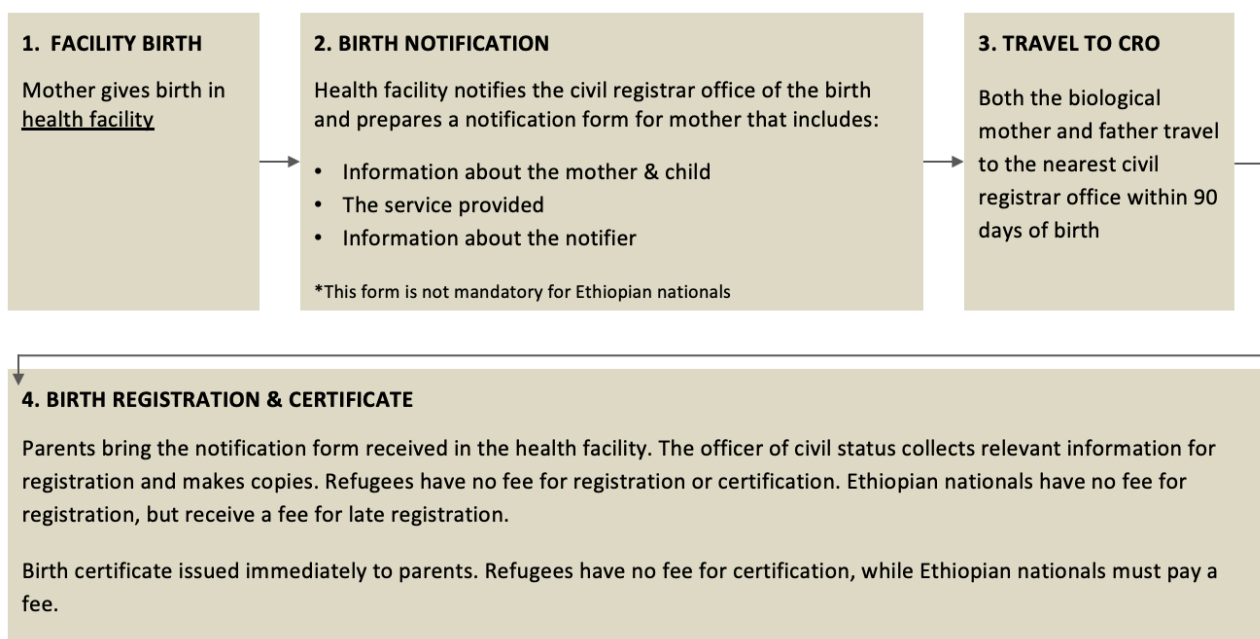 1. FACILITY BIRTH
Mother gives birth in
health facility
2. BIRTH NOTIFICATION
Health facility notifies the civil registrar office of the birth
and prepares a notification form for mother that includes:
• Information about the mother & child
• The service provided
• Information about the notifier
*This form is not mandatory for Ethiopian nationals
3. TRAVEL TO CRO
Both the biological
mother and father travel
to the nearest civil
registrar office within 90
days of birth
4. BIRTH REGISTRATION & CERTIFICATE
Parents bring the notification form received in the health facility. The officer of civil status collects relevant information for
registration and makes copies. Refugees have no fee for registration or certification. Ethiopian nationals have no fee for
registration, but receive a fee for late registration.
Birth certificate issued immediately to parents. Refugees have no fee for certification, while Ethiopian nationals must pay a
fee.